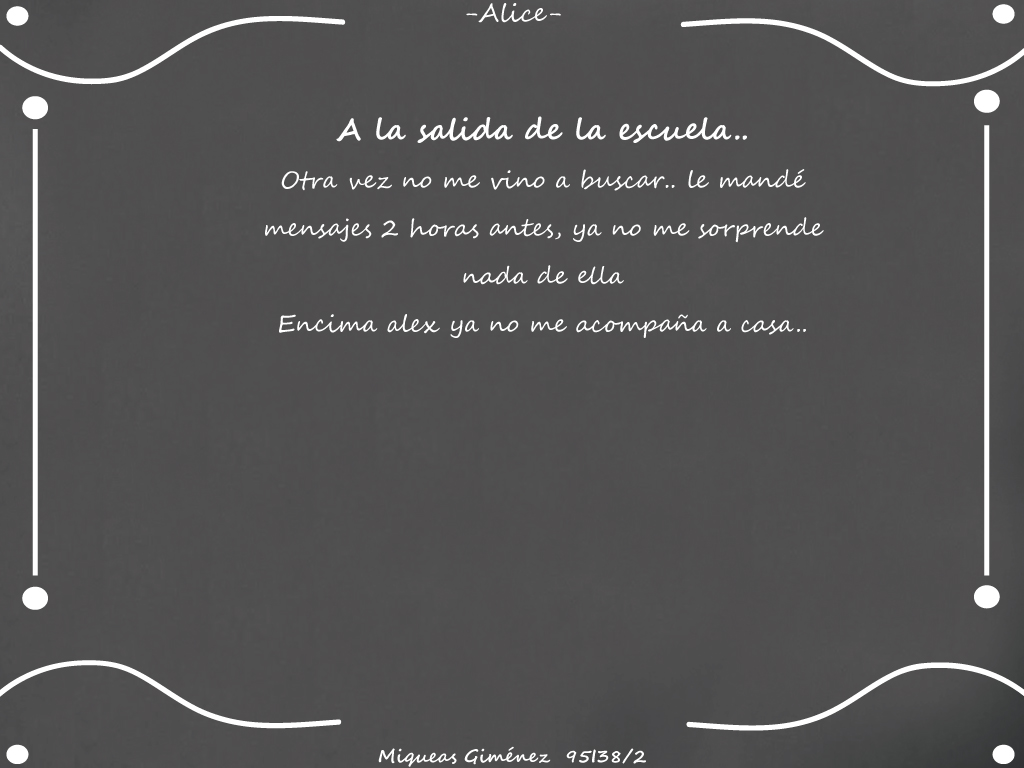 -Alice-
A la salida de la escuela..
Otra vez no me vino a buscar.. le mandé
mensajes 2 horas antes, ya no me sorprende
nada de ella
Encima alex ya no me acompaña a casa..
Miqueas Giménez 95138/2